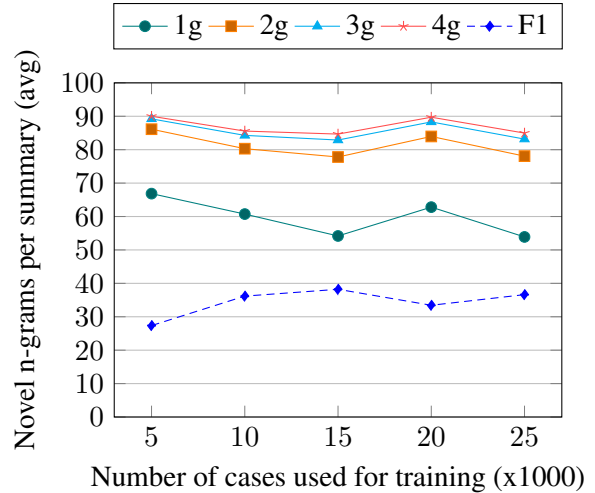 1g 2g 3g 4g F1
Novel n-grams per summary (avg)
100
90
80
70
60
50
40
30
20
10
0
5 10 15 20 25
Number of cases used for training (x1000)